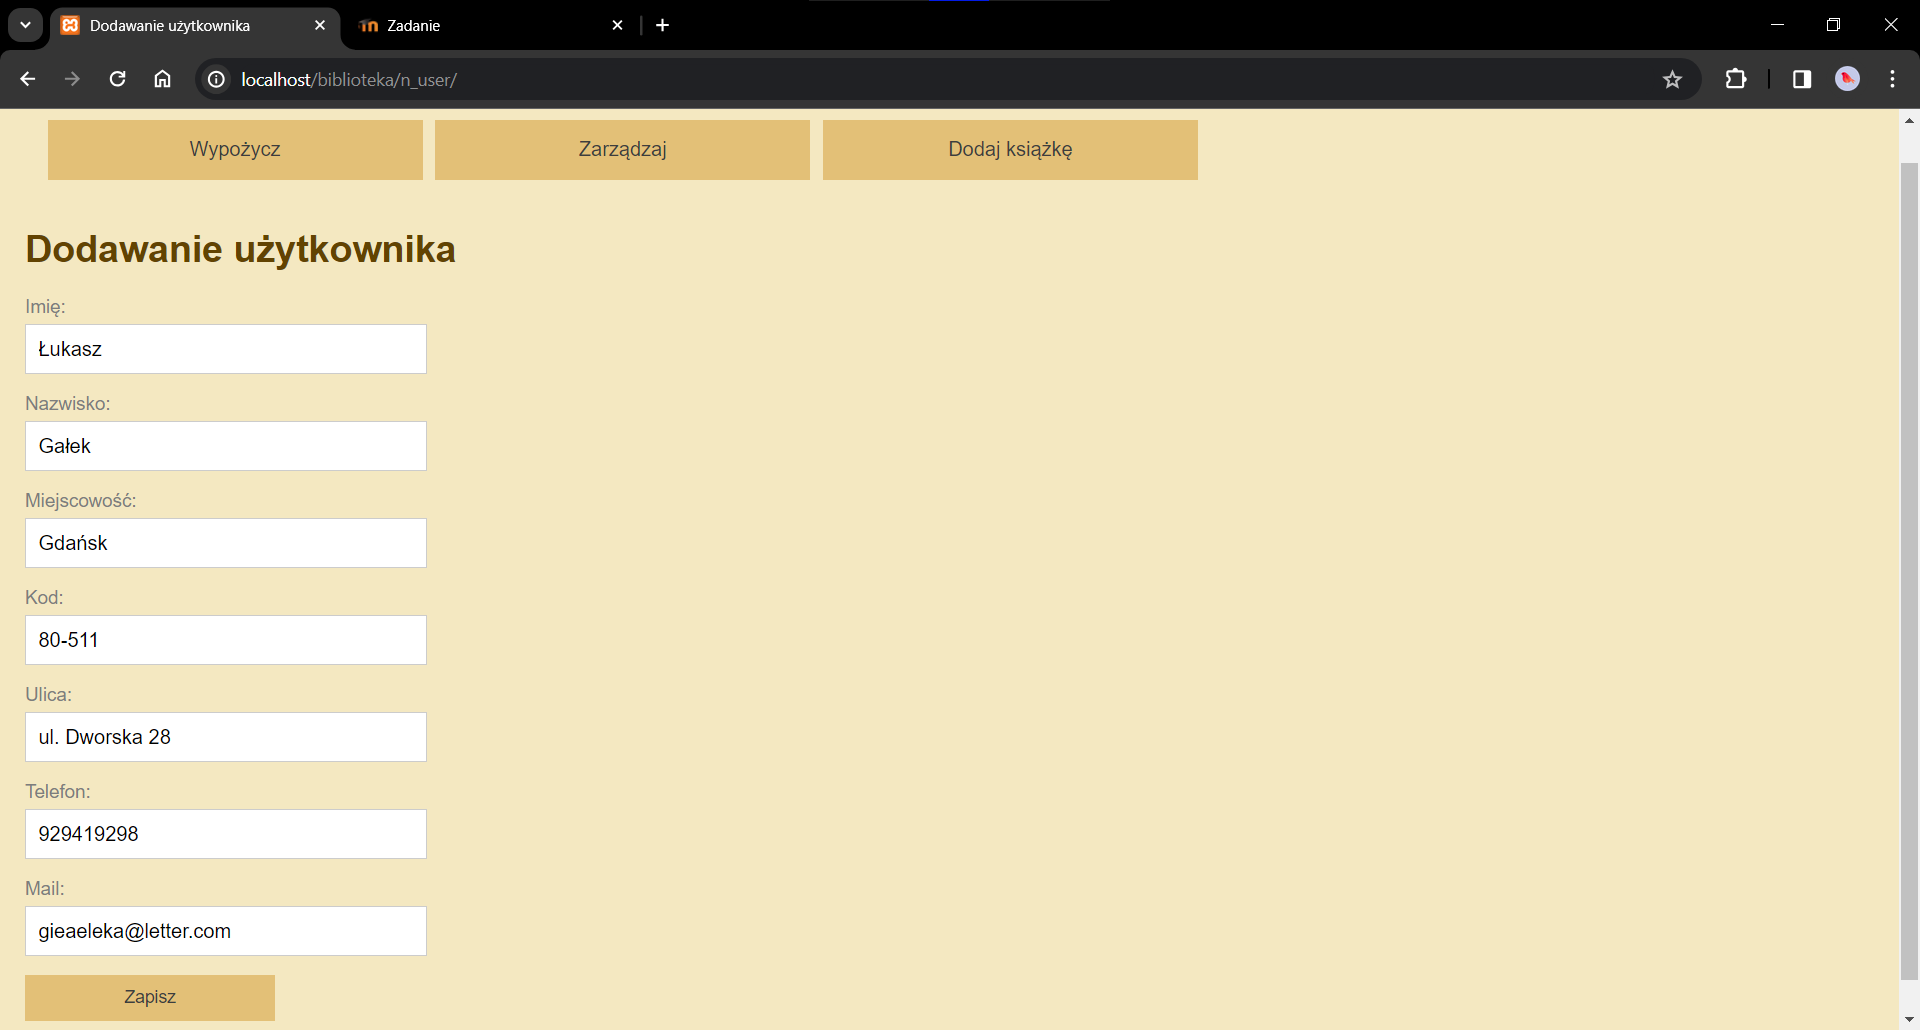 Dodawanie użytkownika
Zadanie
localhost/biblioteka/n_user/
Wypożycz
Zarządzaj
Dodaj książkę
Dodawanie użytkownika
Imię:
Łukasz
Nazwisko:
Gałek
Miejscowość:
Gdańsk
Kod:
80-511
Ulica:
ul. Dworska 28
Telefon:
929419298
Mail:
gieaeleka@letter.com
Zapisz